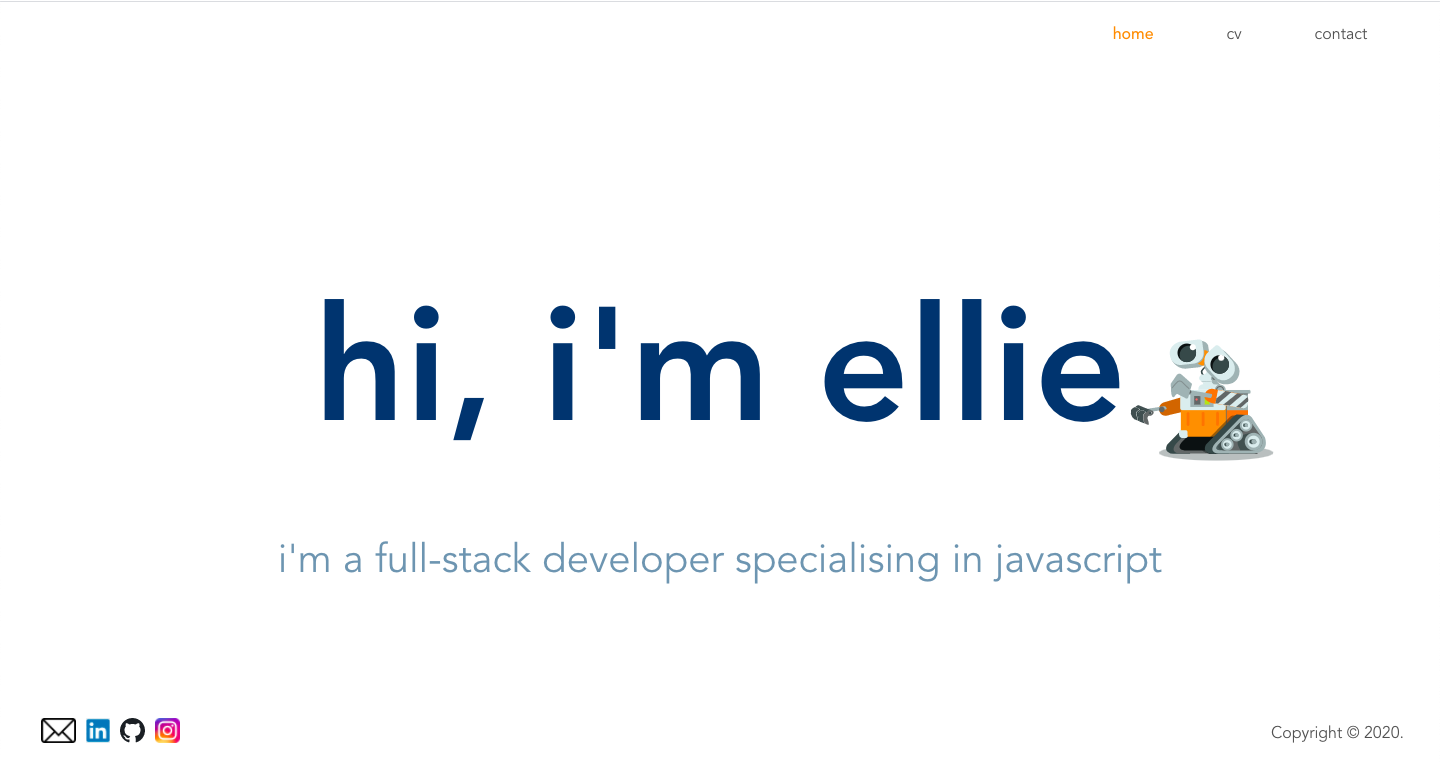 home cv contact
hi, i'm ellie
i'm a full-stack developer specialising in javascript
in
Copyright © 2020.